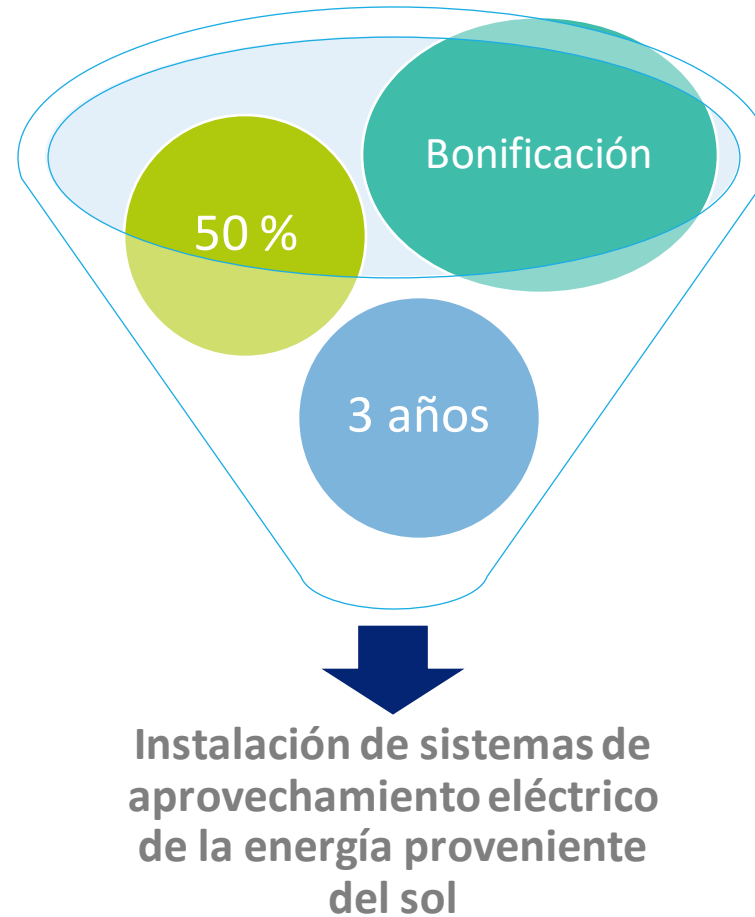 Bonificación
50 %
3 años
Instalación de sistemas de
aprovechamiento eléctrico
de la energía proveniente
del sol